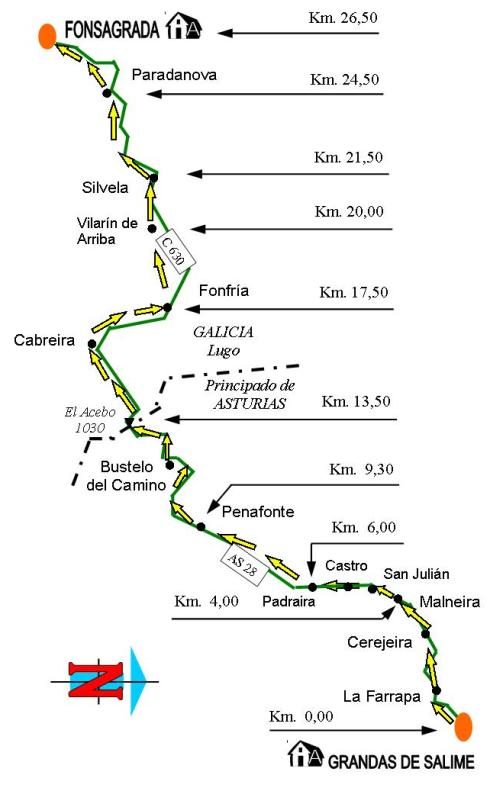 FONSAGRADA A
Km. 26,50
Paradanova
Km. 24,50
Km. 21,50
Silvela
Km. 20,00
Vilarín de
Arriba
C 630
Fonfría
Km. 17,50
GALICIA
Lugo
Cabreira
Principado de
ASTURIAS
El Acebo
1030
Km. 13,50
Bustelo
del Camino
Km. 9,30
Penafonte
Km. 6,00
AS 28
Castro
San Julián
Padraira
Km. 4,00
Malneira
Cerejeira
N
La Farrapa
Km. 0,00
A GRANDAS DE SALIME